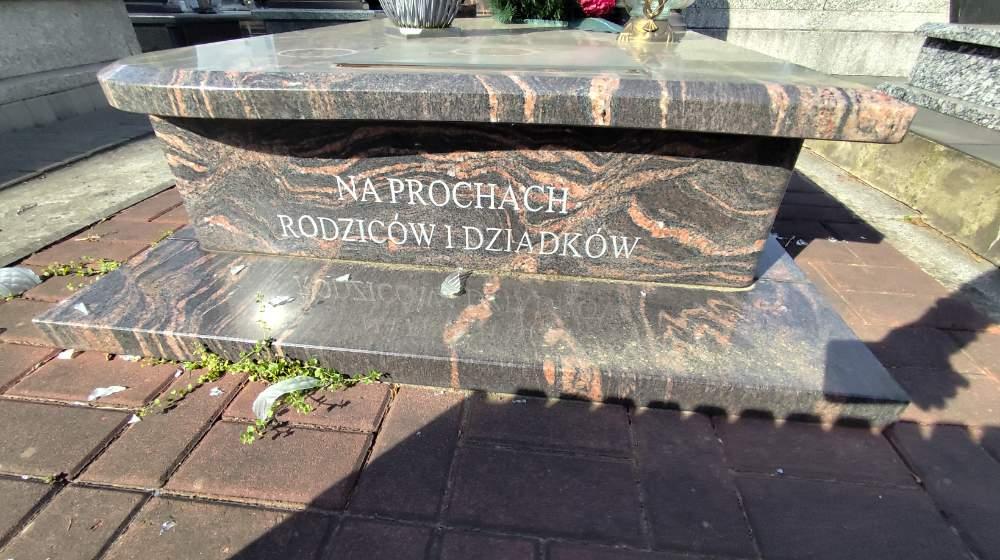 NA PROCHACH
RODZICÓW I DZIADKÓW